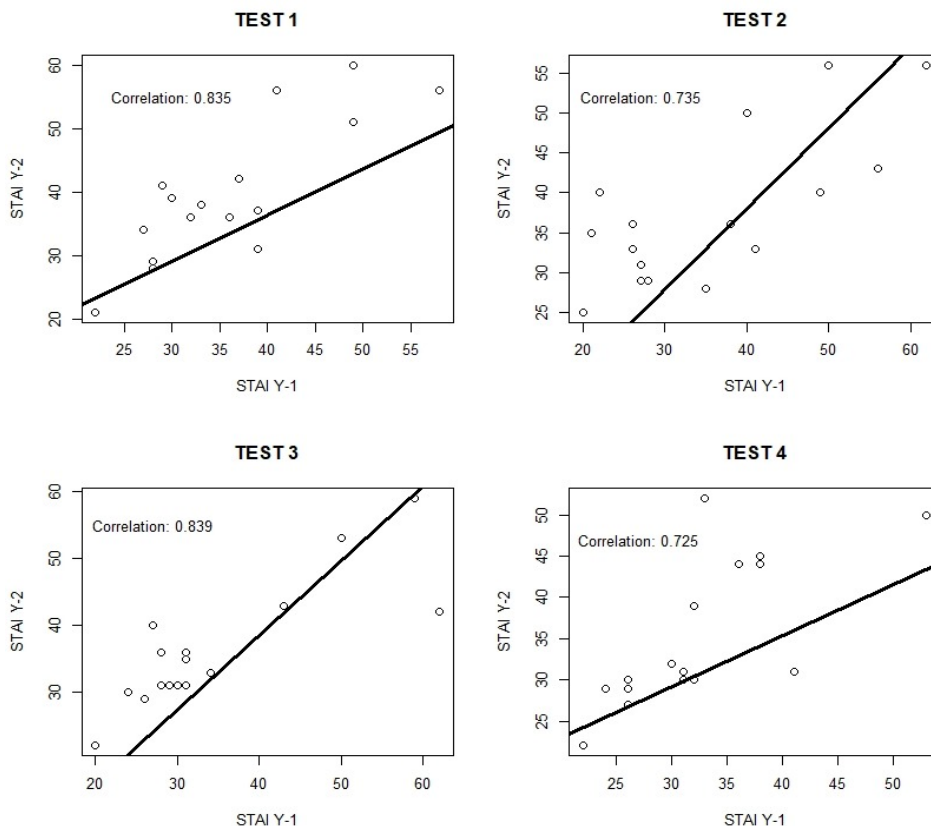 TEST 1
Correlation: 0.835
STAI Y-2
60
50
40
30
20
25 30 35 40 45 50 55
STAI Y-1
TEST 2
Correlation: 0.735
STAI Y-2
55
50
45
40
35
30
25
20 30 40 50 60
STAI Y-1
TEST 3
Correlation: 0.839
STAI Y-2
60
50
40
30
20 30 40 50 60
STAI Y-1
TEST 4
Correlation: 0.725
STAI Y-2
50
45
40
35
30
25
25 30 35 40 45 50
STAI Y-1